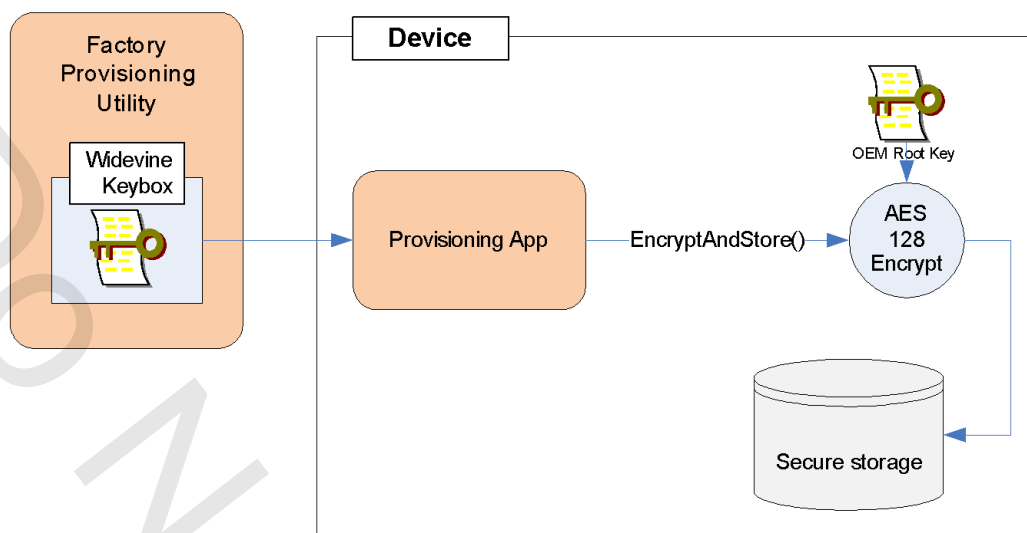 Factory
Provisioning
Utility
Widevine
Keybox
Device
Provisioning App
EncryptAndStore()
OEM Root Key
AES
128
Encrypt
Secure storage